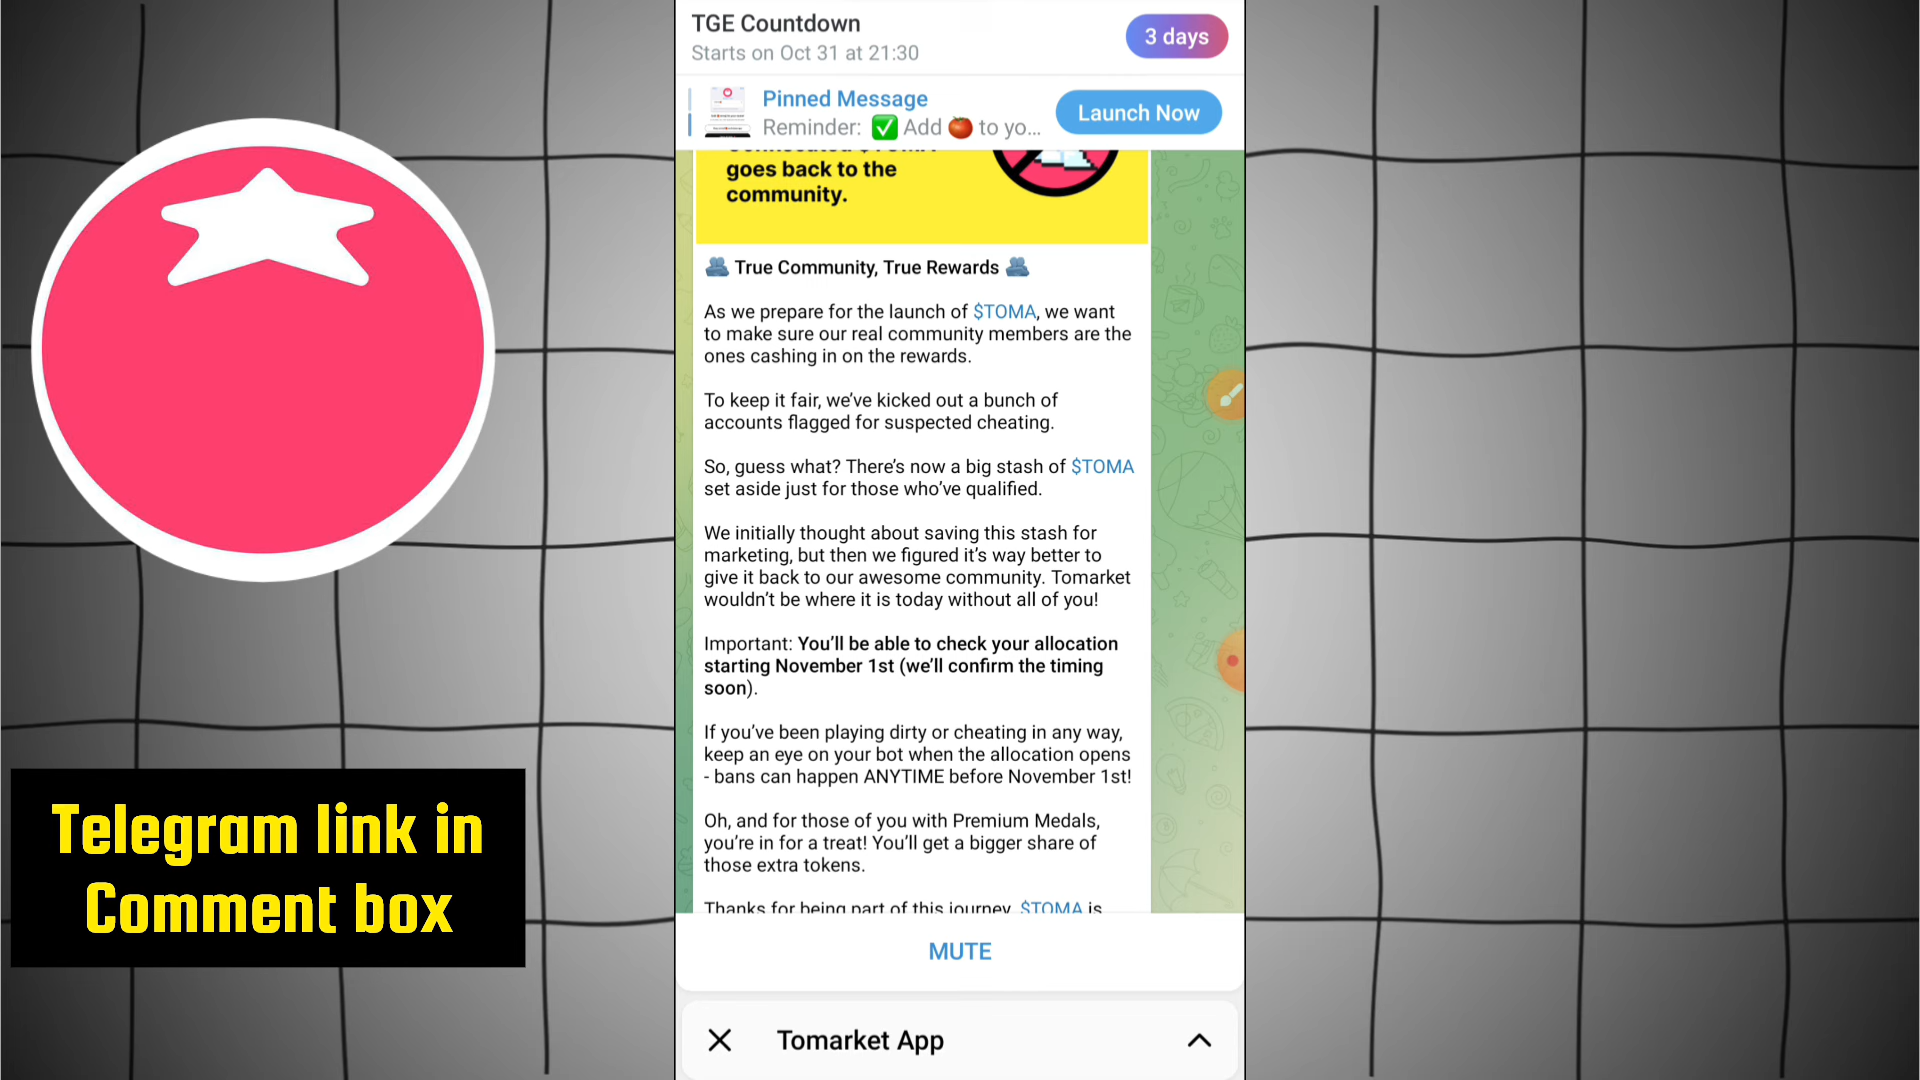 TGE Countdown
Starts on Oct 31 at 21:30
3 days
Pinned Message
Reminder: ✅ Add 🍅 to yo...
Launch Now
goes back to the
community.
True Community, True Rewards
As we prepare for the launch of $TOMA, we want
to make sure our real community members are the
ones cashing in on the rewards.
To keep it fair, we’ve kicked out a bunch of
accounts flagged for suspected cheating.
So, guess what? There’s now a big stash of $TOMA
set aside just for those who’ve qualified.
We initially thought about saving this stash for
marketing, but then we figured it’s way better to
give it back to our awesome community. Tomarket
wouldn’t be where it is today without all of you!
Important: You’ll be able to check your allocation
starting November 1st (we’ll confirm the timing
soon).
If you’ve been playing dirty or cheating in any way,
keep an eye on your bot when the allocation opens
- bans can happen ANYTIME before November 1st!
Oh, and for those of you with Premium Medals,
you’re in for a treat! You’ll get a bigger share of
those extra tokens.
Thanks for being part of this journey. $TOMA is
MUTE
Tomarket App
Telegram link in
Comment box